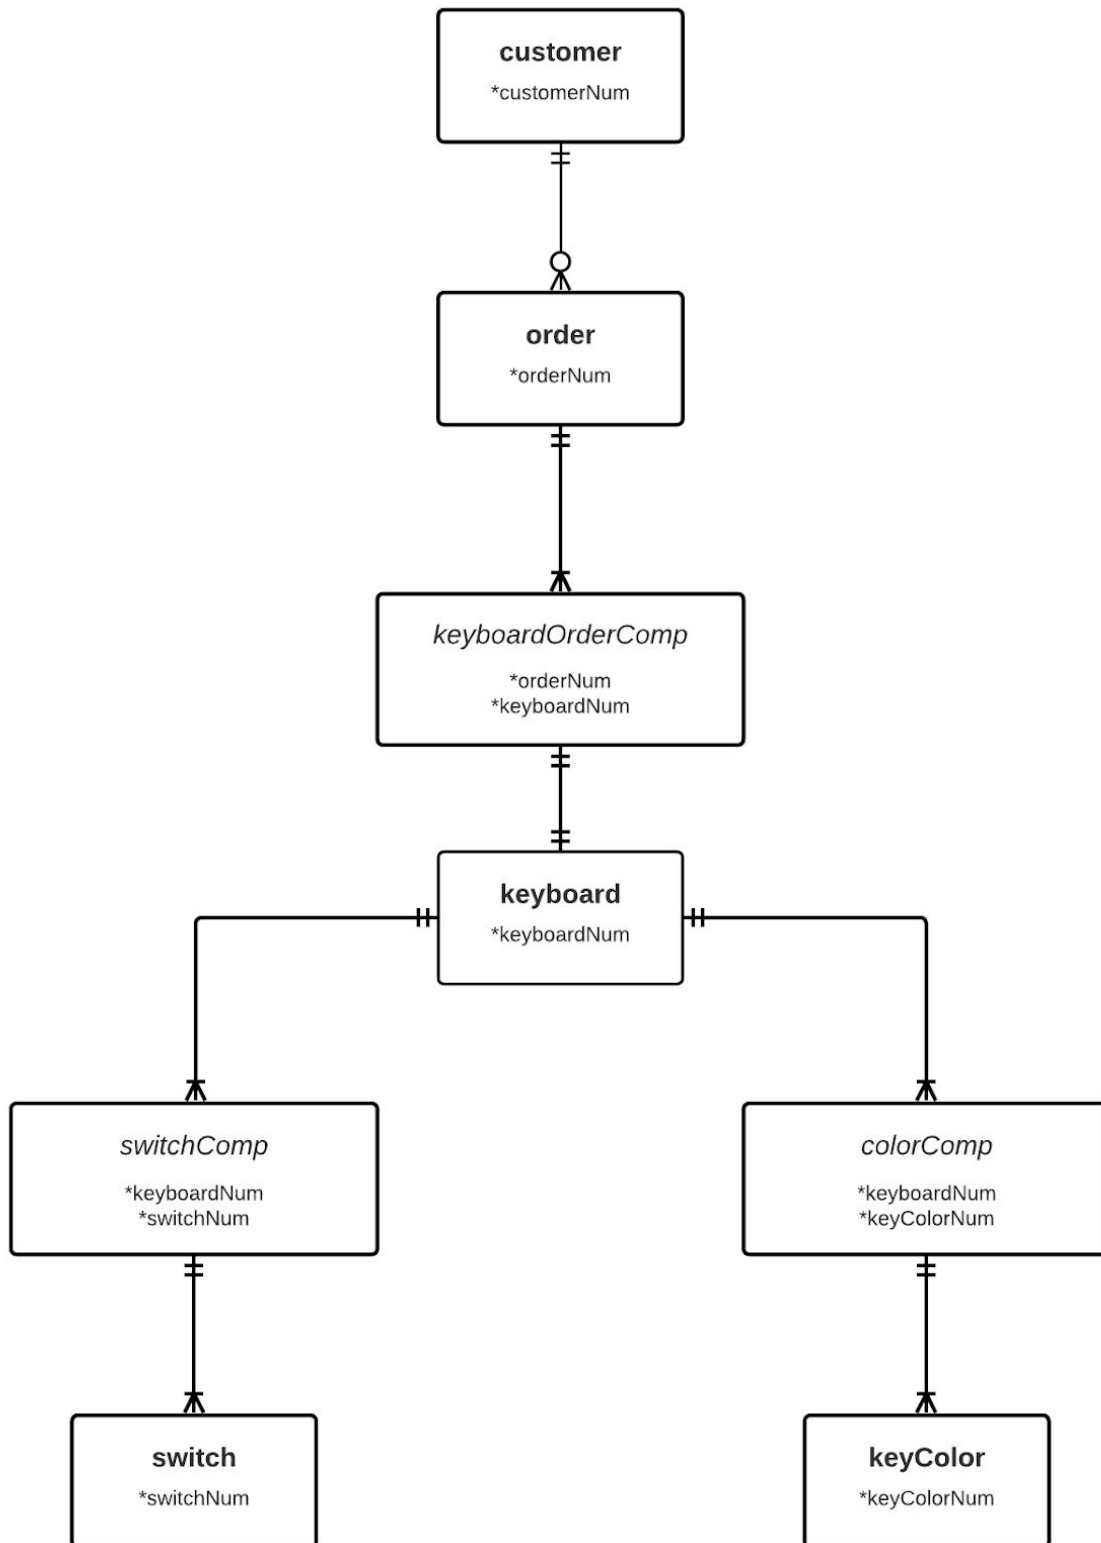 customer
*customerNum
order
*orderNum
keyboardOrderComp
*orderNum
*keyboardNum
keyboard
*keyboardNum
switchComp
*keyboardNum
*switchNum
colorComp
*keyboardNum
*keyColorNum
switch
*switchNum
keyColor
*keyColorNum